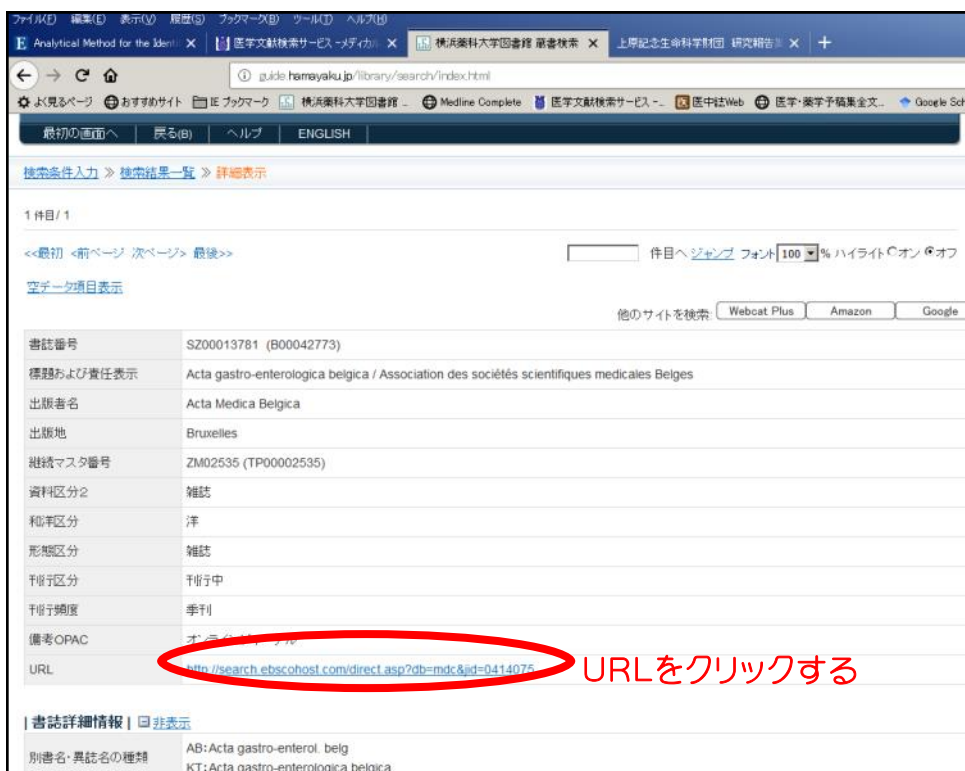 ファイル(F) 編集(E) 表示(V) 履歴(S) ブックマーク(B) ツール(T) ヘルプ(H)
Analytical Method for the Identi 医学文献検索サービス -メディカ 横浜薬科大学図書館 蔵書検索 上原記念生命科学財団 研究報告
guide.hamayaku.jp/library/search/index.html
よく見るページ おすすめサイト IE ブックマーク 横浜薬科大学図書館 _ Medline Complete 医学文献検索サービス -.. 医中誌Web 医学・薬学予稿集全文... Google Sch
最初の画面へ 戻る(B) ヘルプ ENGLISH
検索条件入力 ≫ 検索結果一覧 ≫ 詳細表示
1 件目/ 1
<<最初 <前ページ 次ページ> 最後>> 件目へ ジャンプ フォント 100 % ハイライト オン オフ
空データ項目表示
他のサイトを検索: Webcat Plus Amazon Google
書誌番号 SZ00013781 (B00042773)
標題および責任表示 Acta gastro-enterologica belgica / Association des sociétés scientifiques medicales Belges
出版者名 Acta Medica Belgica
出版地 Bruxelles
継続マスタ番号 ZM02535 (TP00002535)
資料区分2 雑誌
和洋区分 洋
形態区分 雑誌
刊行区分 刊行中
刊行頻度 季刊
備考OPAC
URL http://search.ebscohost.com/direct.asp?db=mdc&jid=0414075 URLをクリックする
| 書誌詳細情報 | 非表示
別書名・異誌名の種類 AB:Acta gastro-enterol. belg
KT:Acta gastro-enterologica belgica